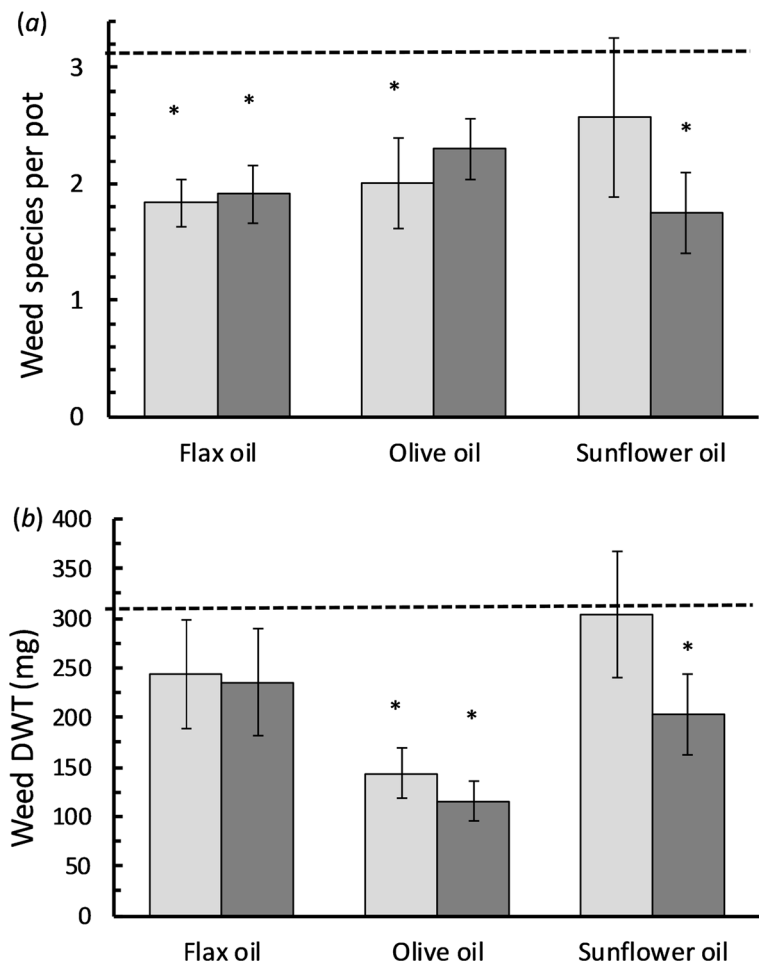 (a)
Weed species per pot
3
2
1
0
*
*
*
*
Flax oil
Olive oil
Sunflower oil
(b)
Weed DWT (mg)
400
350
300
250
200
150
100
50
0
*
*
*
Flax oil
Olive oil
Sunflower oil